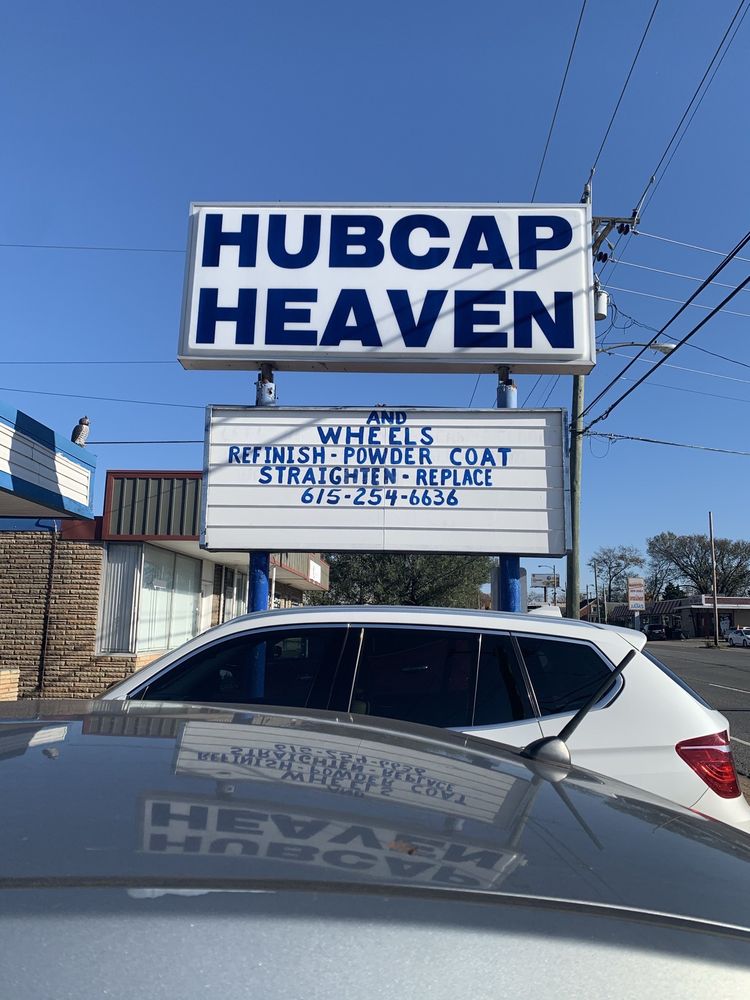 HUBCAP
HEAVEN
AND
WHEELS
REFINISH - POWDER COAT
STRAIGHTEN - REPLACE
615-254-6636